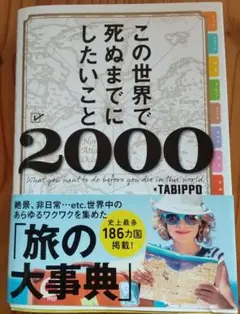 この世界で
死ぬまでに
したいこと
2000
What you want to do before you die in this world
TABIPPO
絶景、非日常…etc.世界中の
あらゆるワクワクを集めた
史上最多
186カ国
掲載!
「旅の
大事典」